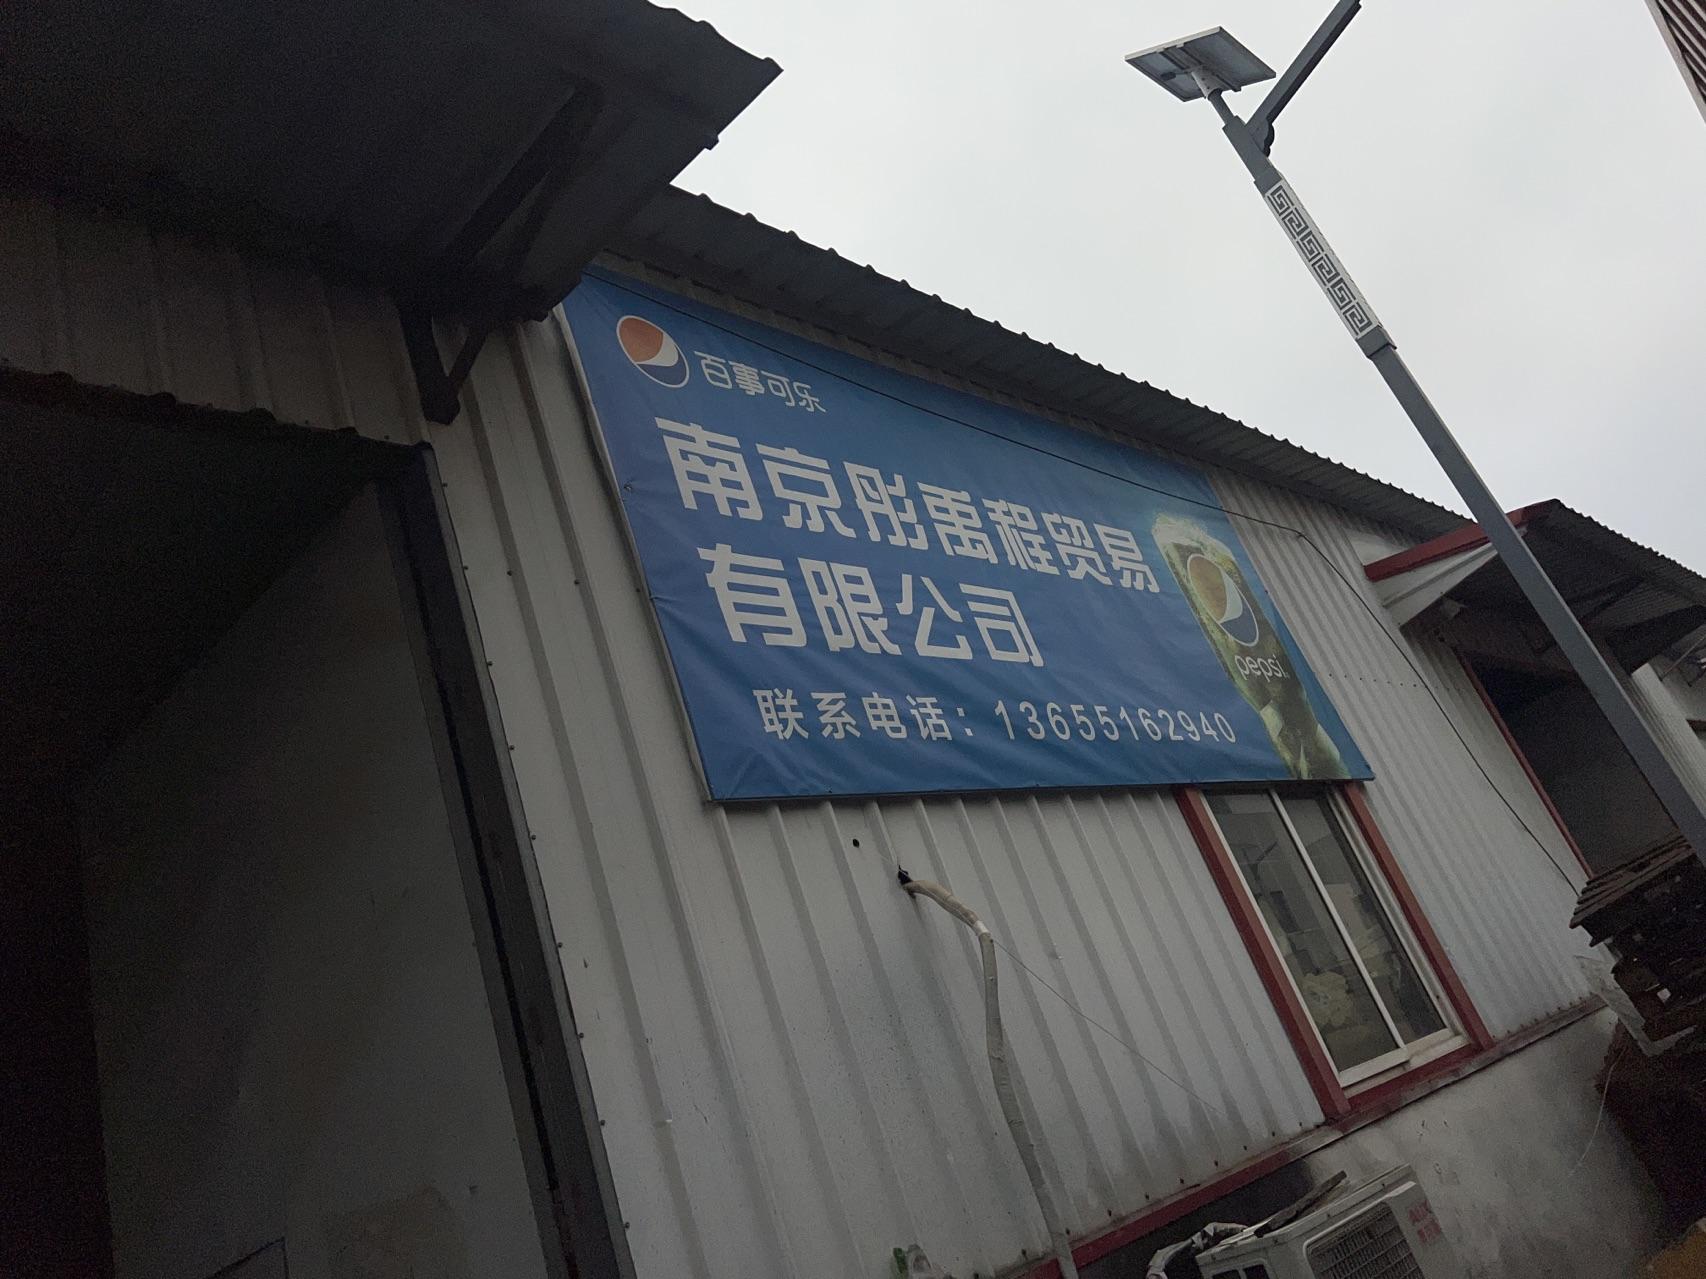 百事可乐
南京彤禹程贸易
有限公司
联系电话：13655162940
pepsi